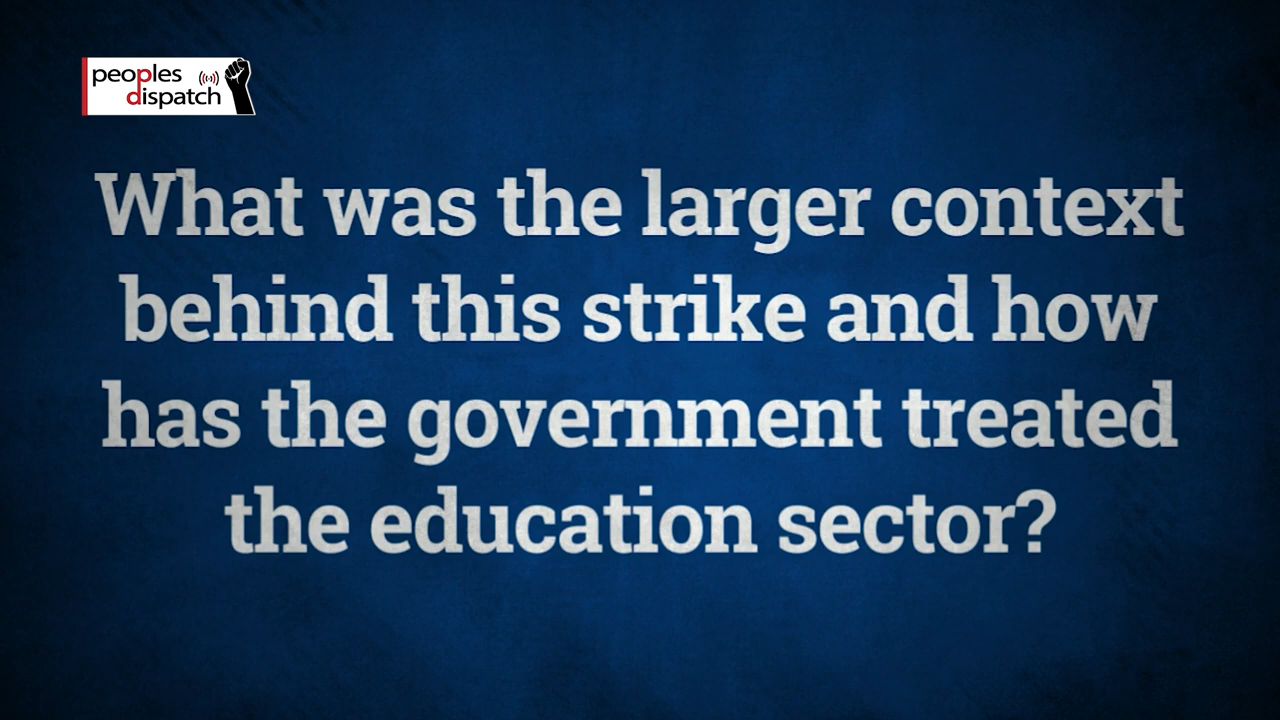 peoples
dispatch
What was the larger context
behind this strike and how
has the government treated
the education sector?